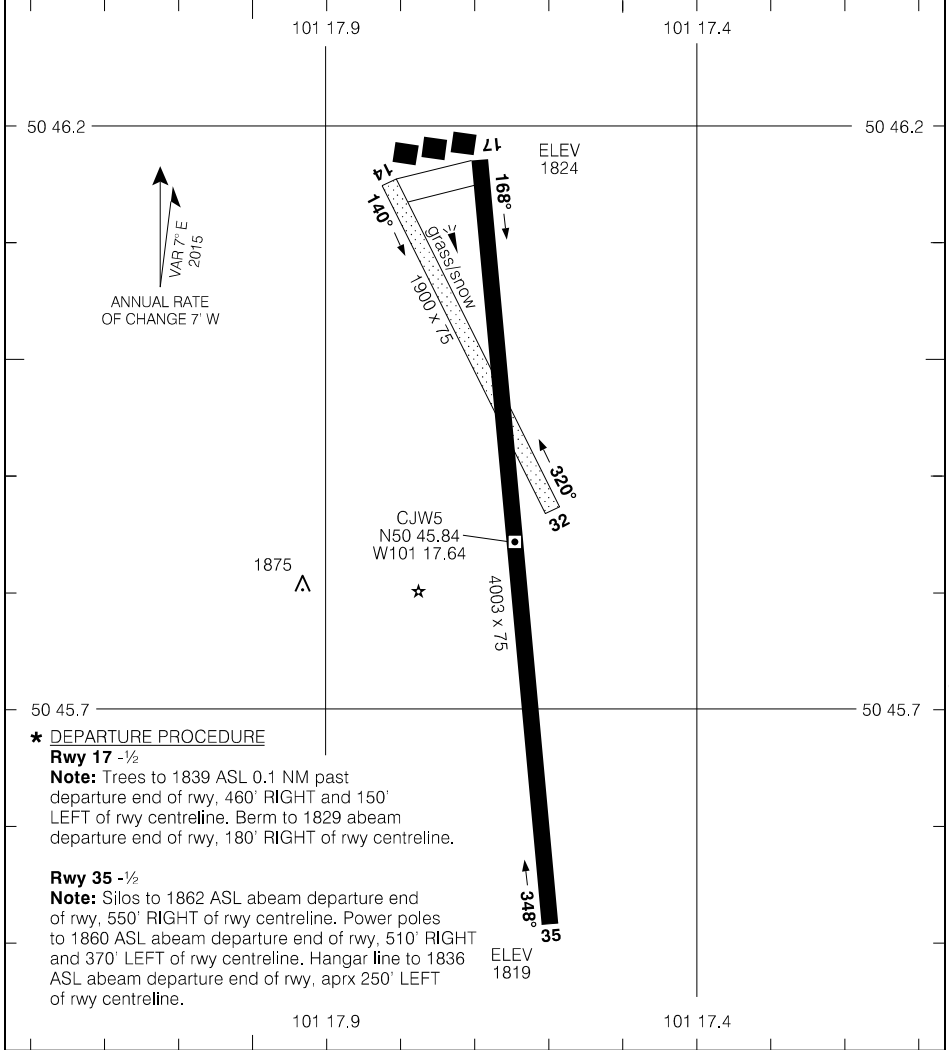 101 17.9
101 17.4
50 46.2
50 46.2
17
14
ELEV
1824
168°
140°
VAR 7° E
2015
grass/snow
1900 x 75
ANNUAL RATE
OF CHANGE 7' W
320°
32
CJW5
N50 45.84
W101 17.64
1875
4003 x 75
50 45.7
50 45.7
* DEPARTURE PROCEDURE
Rwy 17 -½
Note: Trees to 1839 ASL 0.1 NM past
departure end of rwy, 460' RIGHT and 150'
LEFT of rwy centreline. Berm to 1829 abeam
departure end of rwy, 180' RIGHT of rwy centreline.
Rwy 35 -½
Note: Silos to 1862 ASL abeam departure end
of rwy, 550' RIGHT of rwy centreline. Power poles
to 1860 ASL abeam departure end of rwy, 510' RIGHT
and 370' LEFT of rwy centreline. Hangar line to 1836
ASL abeam departure end of rwy, aprx 250' LEFT
of rwy centreline.
348°
35
ELEV
1819
101 17.9
101 17.4